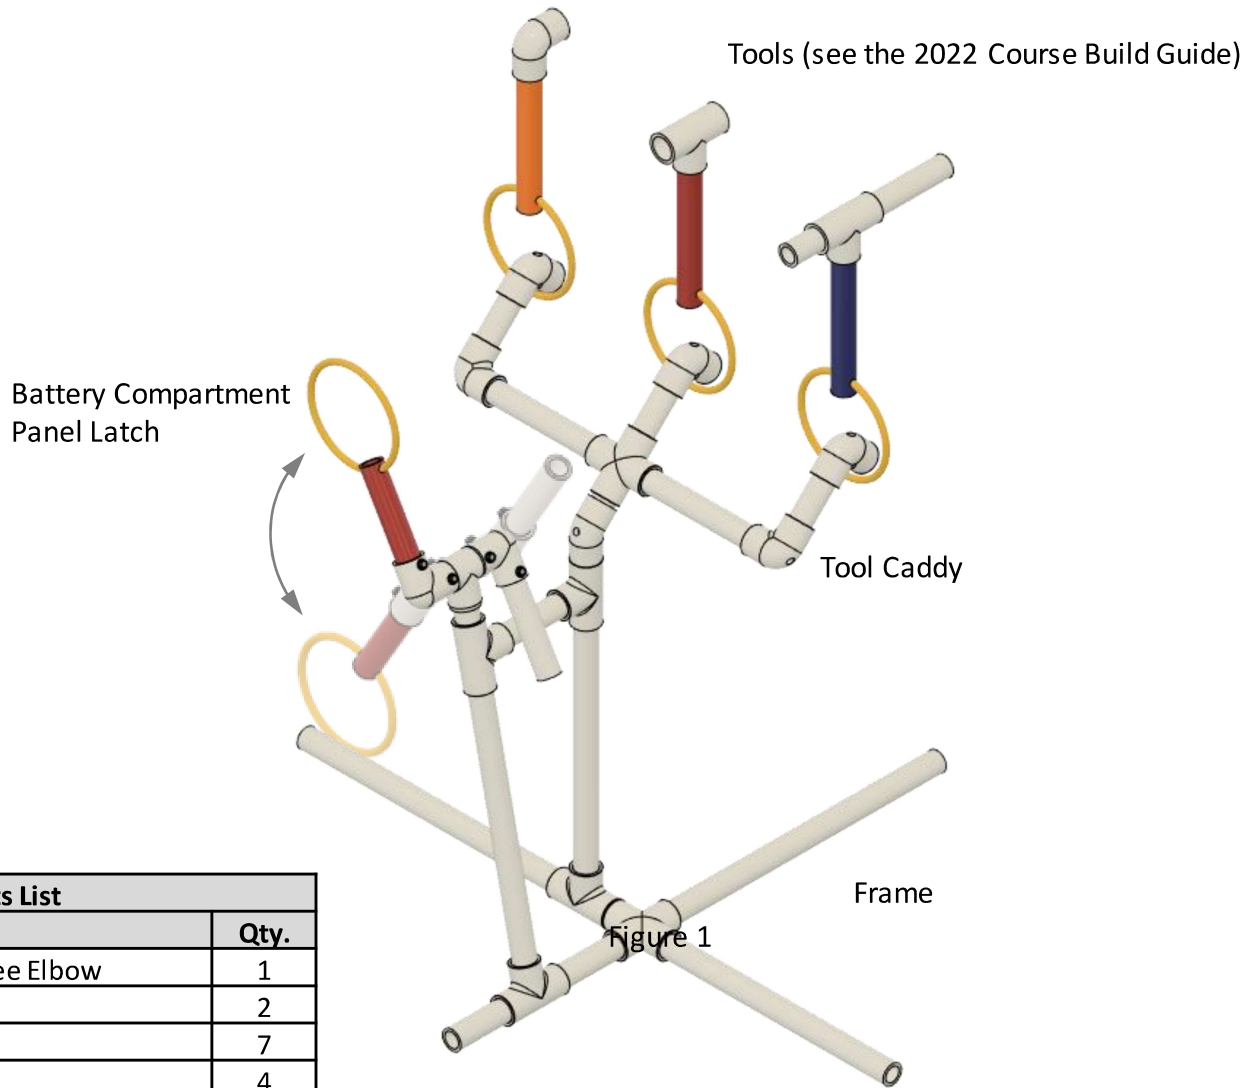 Tools (see the 2022 Course Build Guide)
Battery Compartment
Panel Latch
Tool Caddy
Frame
Figure 1
List
Qty.
Elbow 1
2
7
4